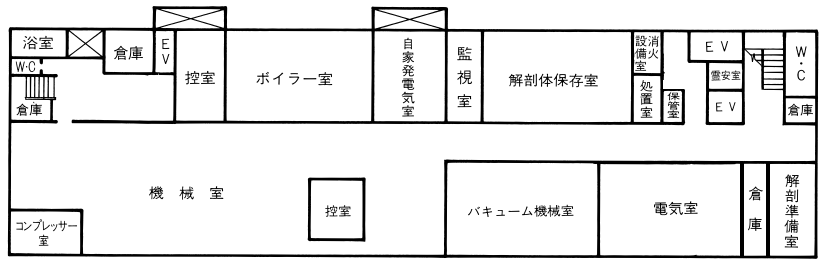 浴室
倉庫
EV
控室
ボイラー室
自家発電気室
監視室
解剖体保存室
消火
設備室
処置室
保管室
EV
霊安室
EV
W・C
倉庫
W・C
倉庫
機械室
控室
コンプレッサー
室
バキューム機械室
電気室
倉庫
解剖準備室